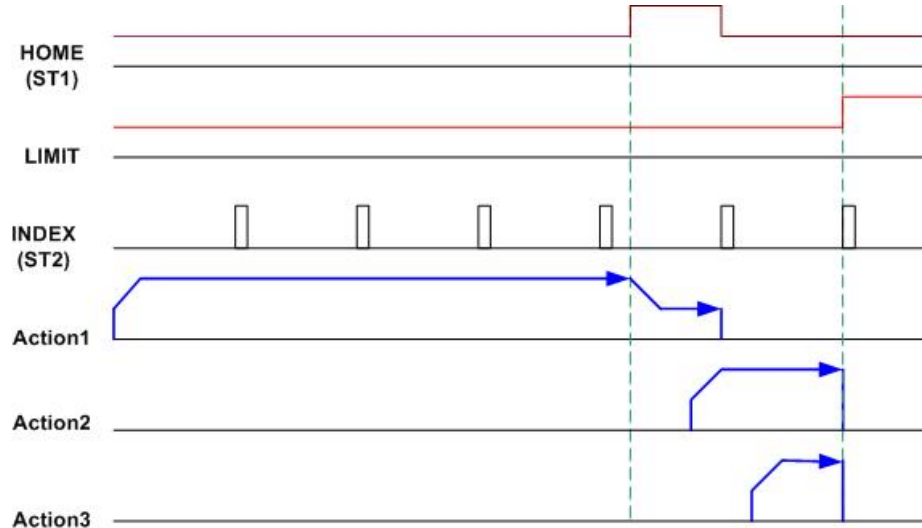 HOME
(ST1)
LIMIT
INDEX
(ST2)
Action1
Action2
Action3